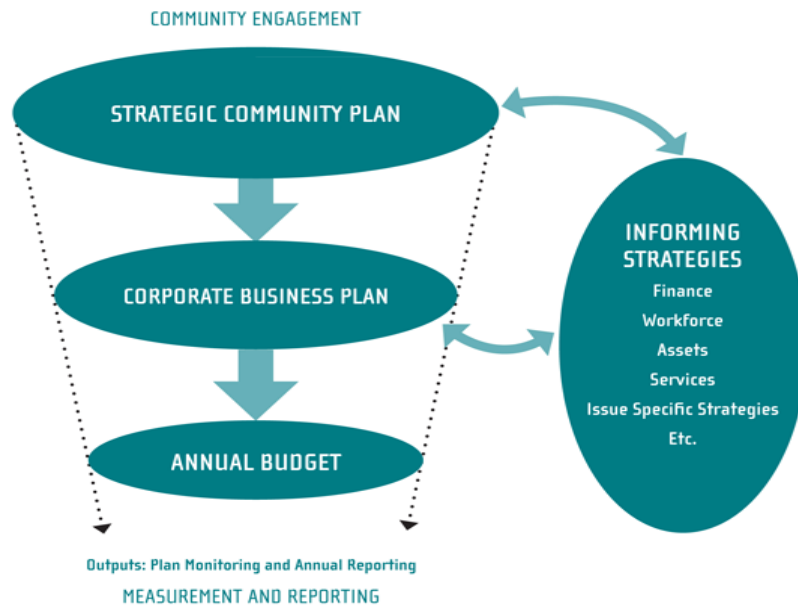 COMMUNITY ENGAGEMENT
STRATEGIC COMMUNITY PLAN
CORPORATE BUSINESS PLAN
ANNUAL BUDGET
INFORMING
STRATEGIES
Finance
Workforce
Assets
Services
Issue Specific Strategies
Etc.
Outputs: Plan Monitoring and Annual Reporting
MEASUREMENT AND REPORTING